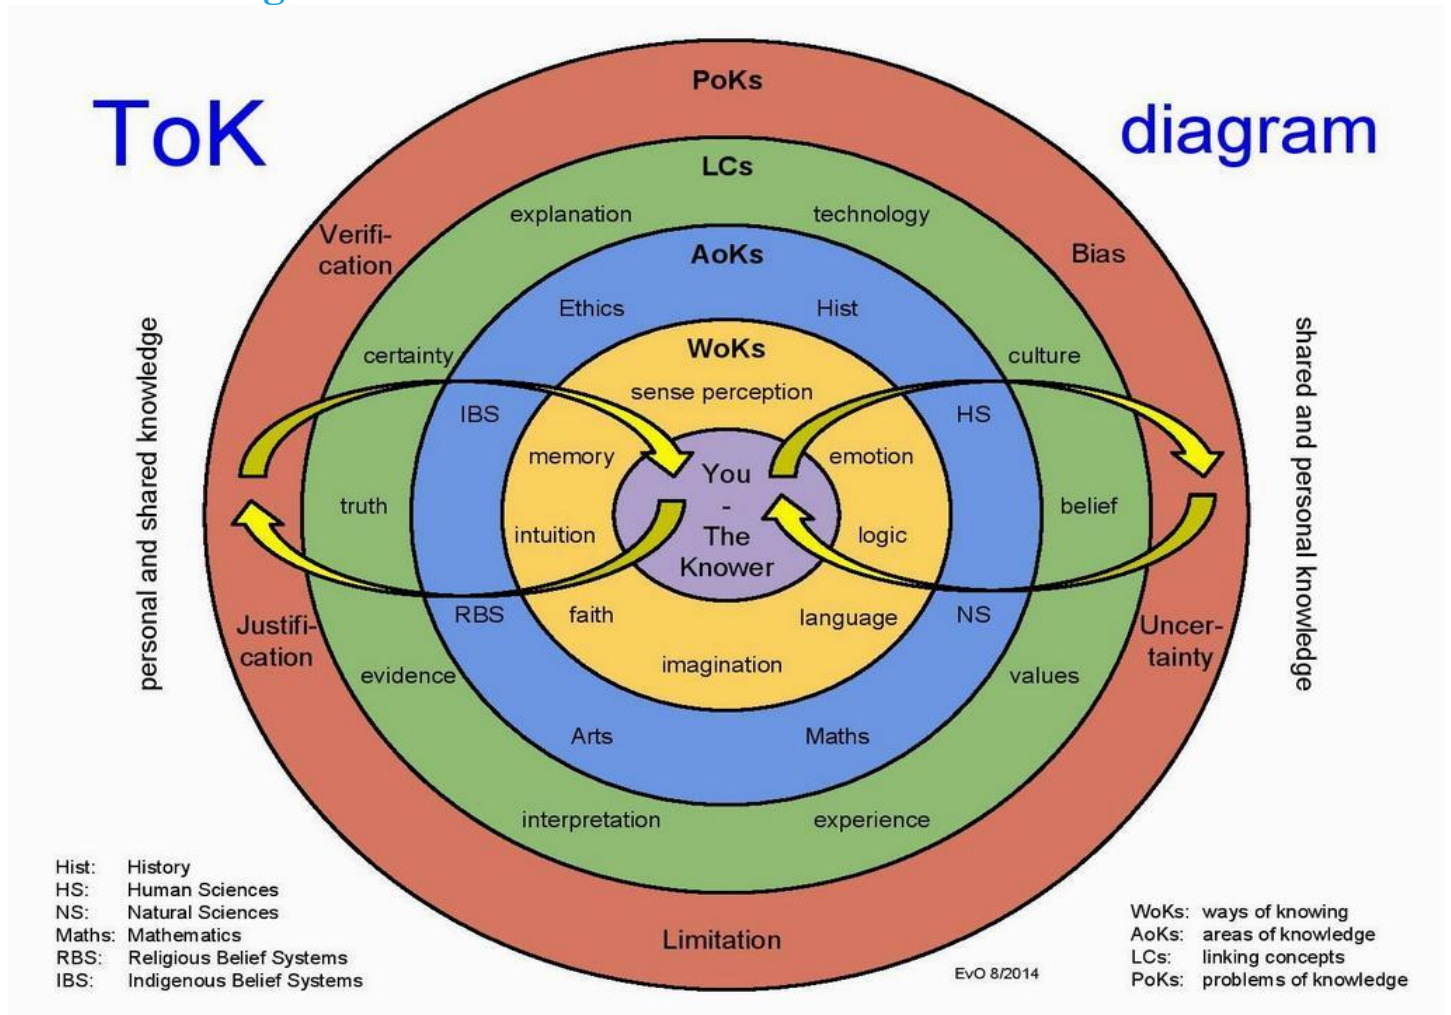 ToK
diagram
PoKs
LCs
explanation
technology
Verifi-
cation
Bias
AoKs
Ethics
Hist
WoKs
certainty
culture
sense perception
IBS
HS
memory
emotion
You
-
The
Knower
truth
belief
intuition
logic
RBS
faith
language
NS
Justifi-
cation
Uncer-
tainty
imagination
evidence
values
Arts
Maths
interpretation
experience
Limitation
personal and shared knowledge
shared and personal knowledge
Hist: History
HS: Human Sciences
NS: Natural Sciences
Maths: Mathematics
RBS: Religious Belief Systems
IBS: Indigenous Belief Systems
EvO 8/2014
WoKs: ways of knowing
AoKs: areas of knowledge
LCs: linking concepts
PoKs: problems of knowledge